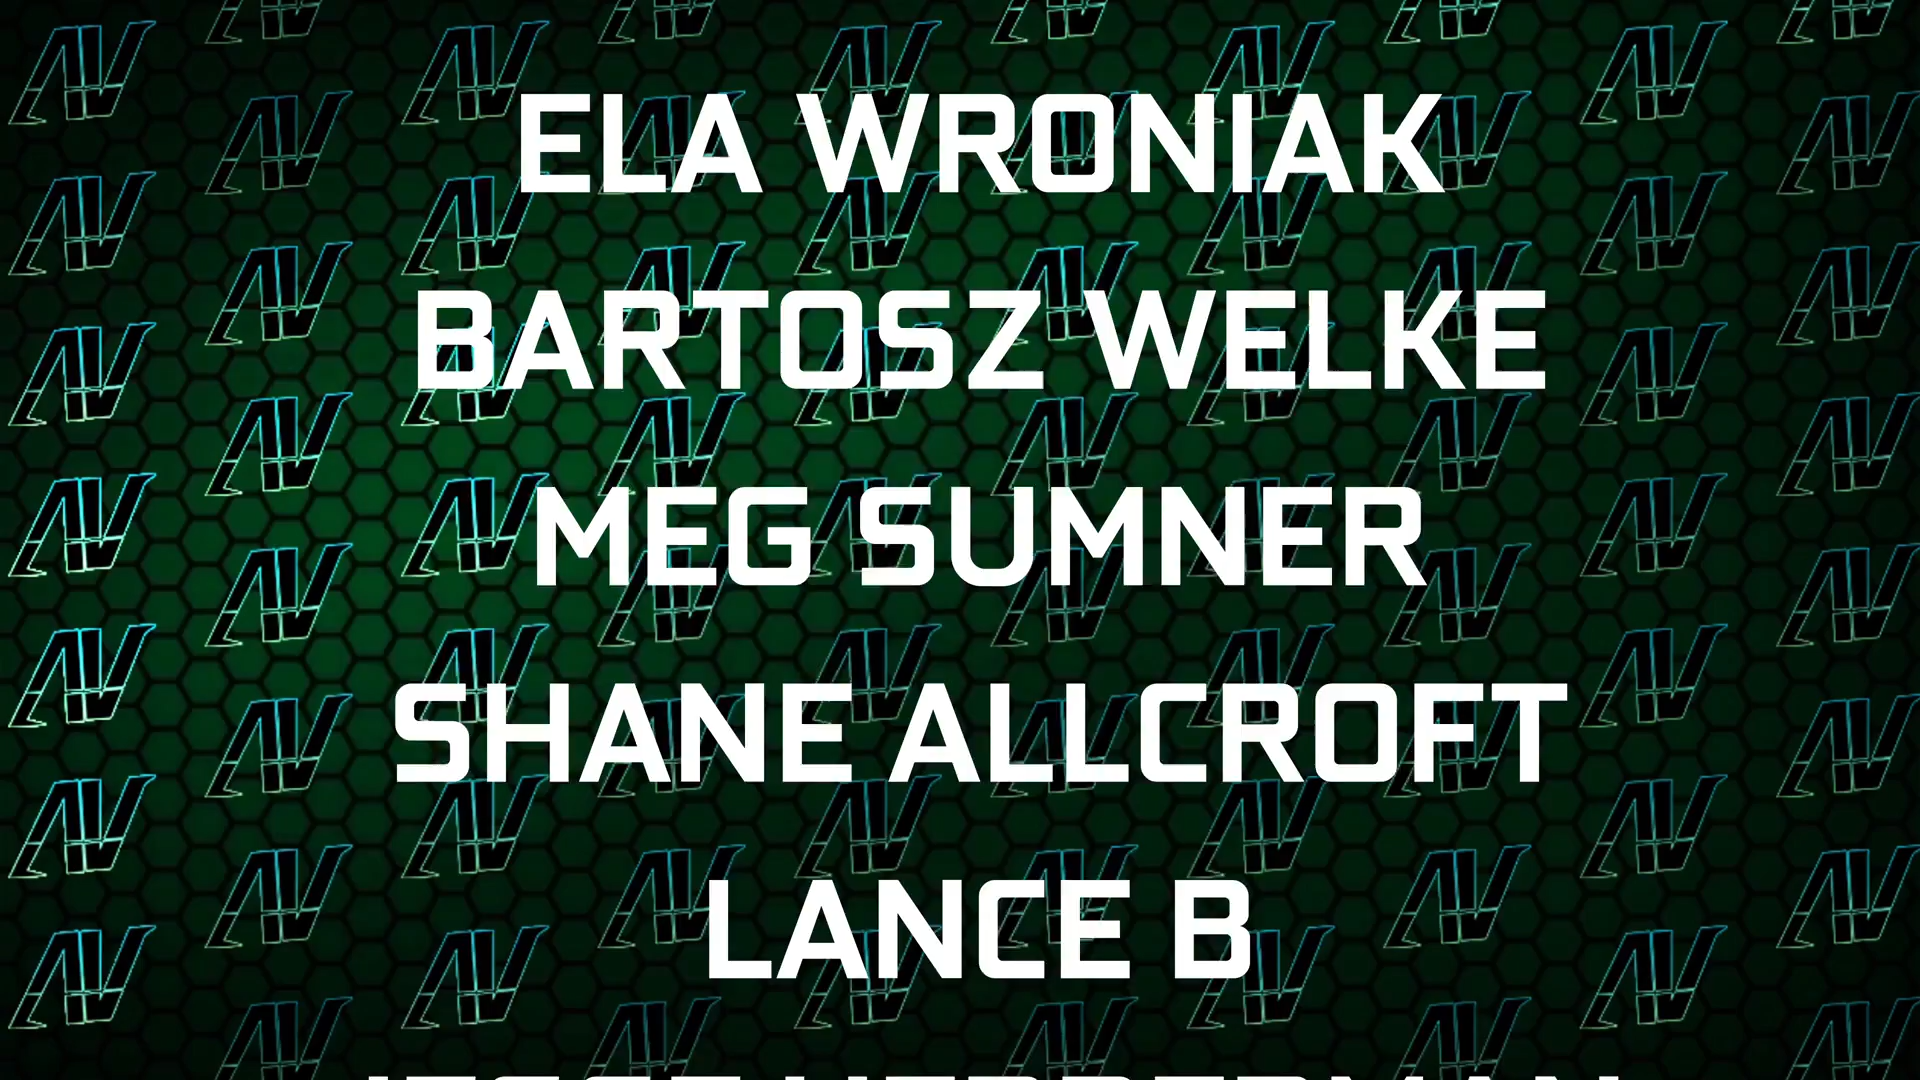 ELA WRONIAK
BARTOSZ WELKE
MEG SUMNER
SHANE ALLCROFT
LANCE B